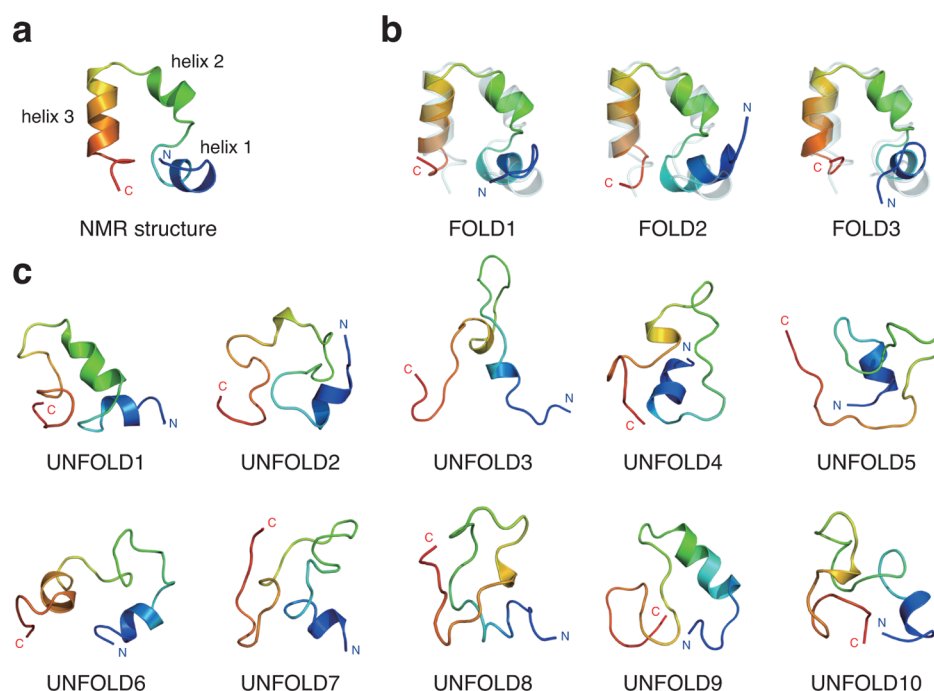 a
b
helix 2
helix 3
N
helix 1
C
NMR structure
C
N
FOLD1
N
C
FOLD2
C
N
FOLD3
c
C
N
UNFOLD1
N
C
UNFOLD2
C
N
UNFOLD3
N
C
UNFOLD4
C
N
UNFOLD5
C
N
UNFOLD6
C
N
UNFOLD7
C
N
UNFOLD8
C
N
UNFOLD9
C
N
UNFOLD10